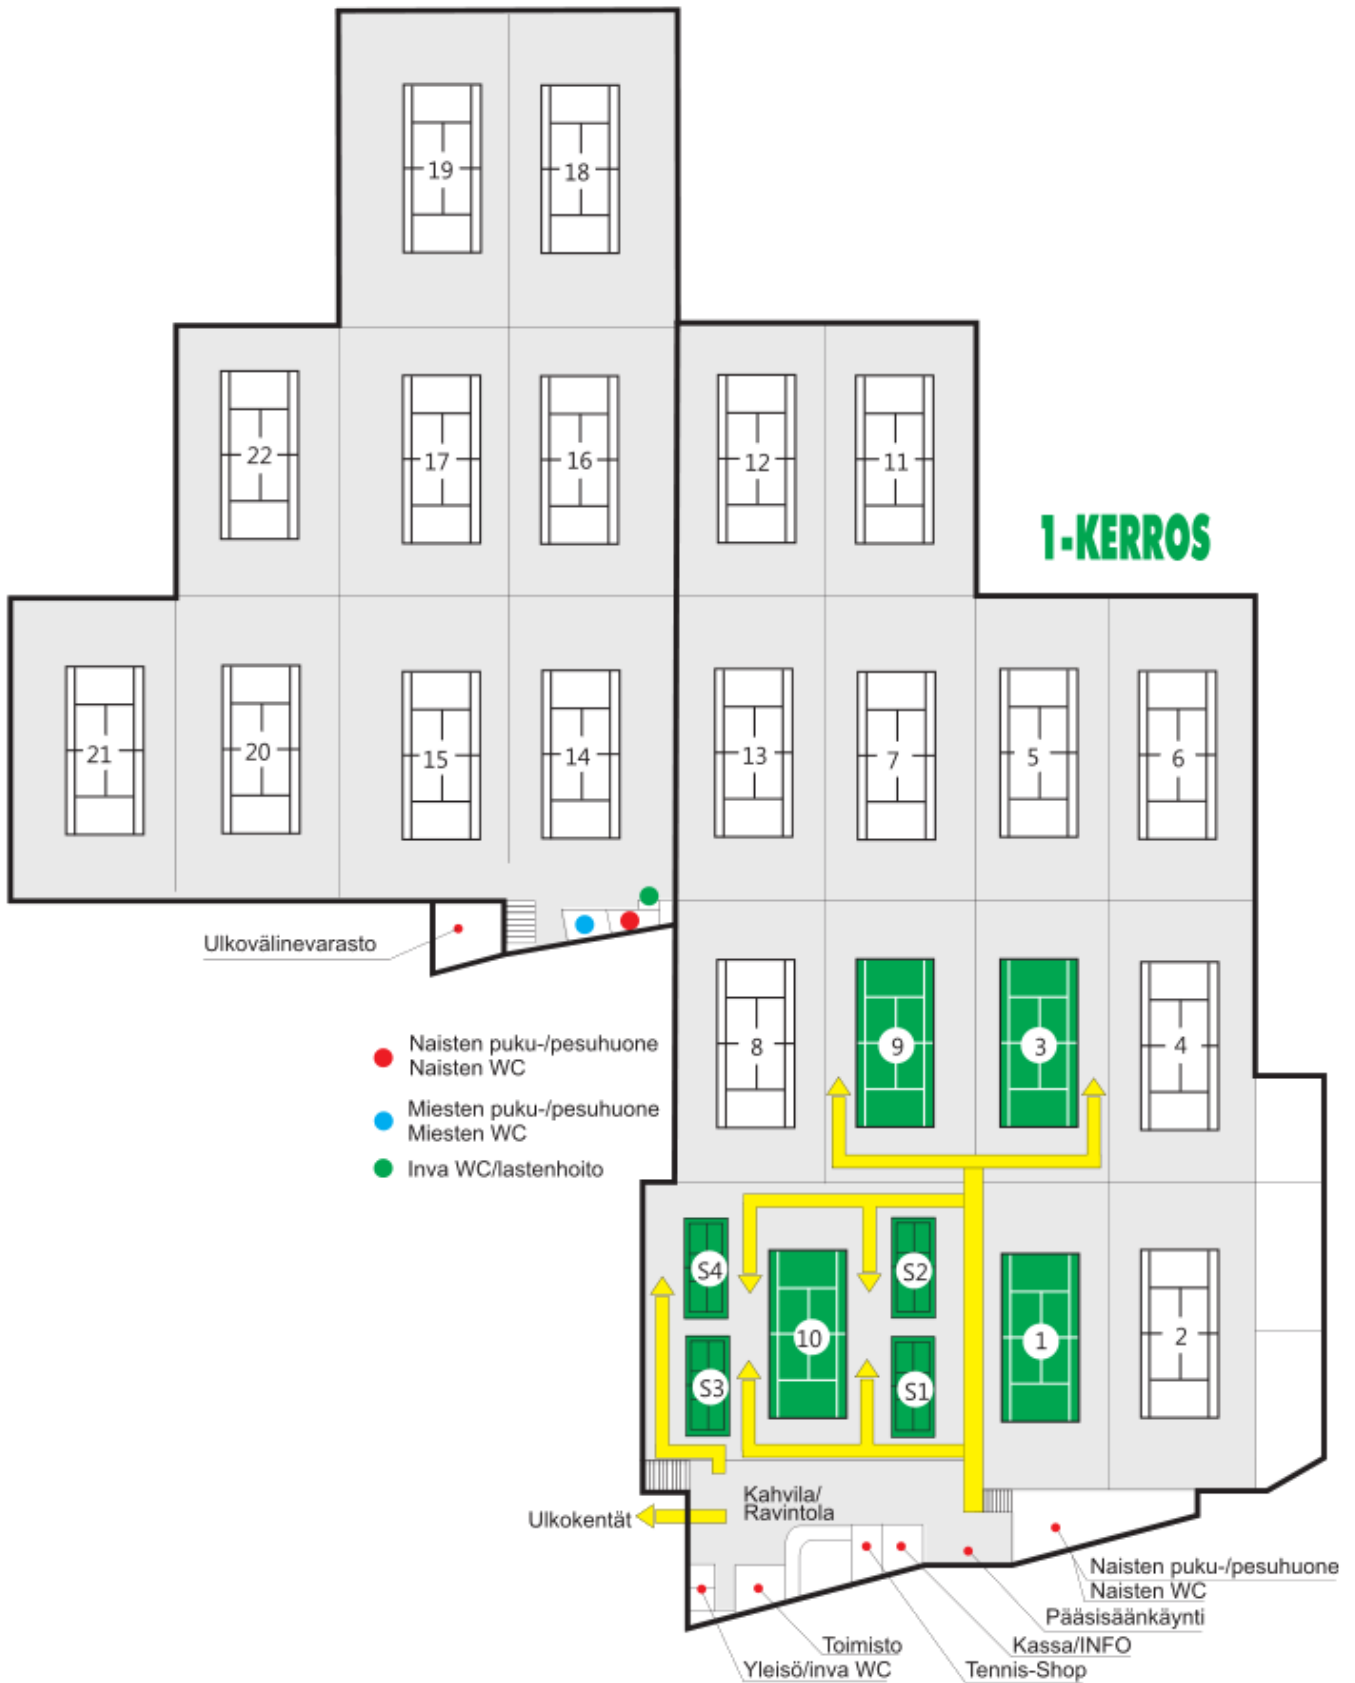 19
18
22
17
16
12
11
1-KERROS
21
20
15
14
13
7
5
6
Ulkovälinevarasto
Naisten puku-/pesuhuone
Naisten WC
Miesten puku-/pesuhuone
Miesten WC
Inva WC/lastenhoito
8
9
3
4
S4
S2
10
1
2
S3
S1
Kahvila/
Ravintola
Ulkokentät
Naisten puku-/pesuhuone
Naisten WC
Pääsisäänkäynti
Toimisto
Kassa/INFO
Yleisö/inva WC
Tennis-Shop